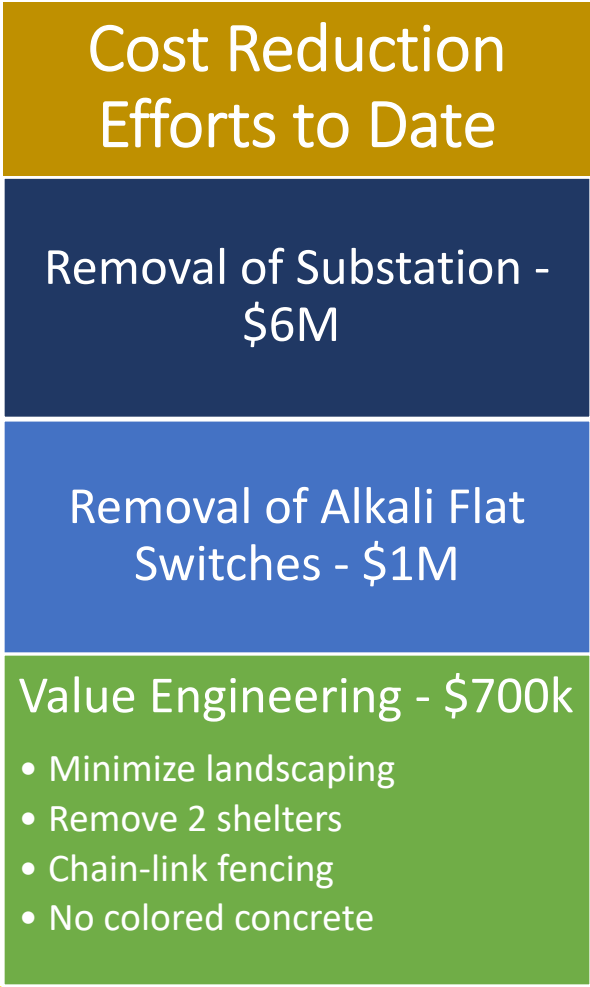 Cost Reduction
Efforts to Date
Removal of Substation -
$6M
Removal of Alkali Flat
Switches - $1M
Value Engineering - $700k
• Minimize landscaping
• Remove 2 shelters
• Chain-link fencing
• No colored concrete